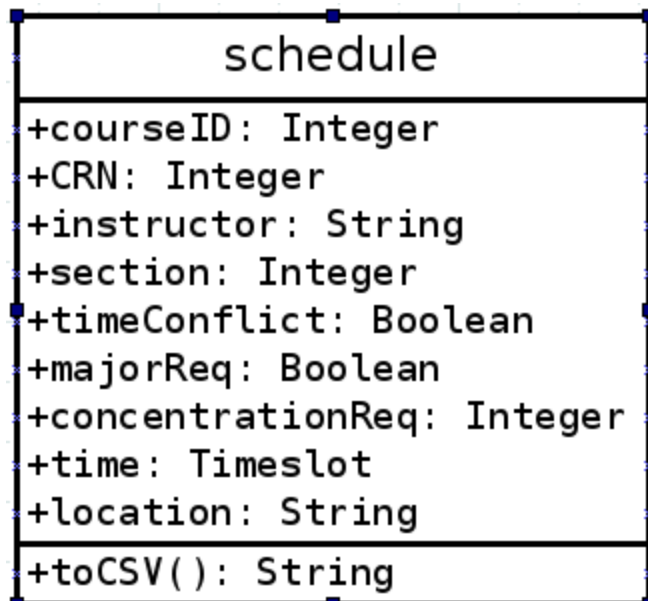 schedule
+courseID: Integer
+CRN: Integer
+instructor: String
+section: Integer
+timeConflict: Boolean
+majorReq: Boolean
+concentrationReq: Integer
+time: Timeslot
+location: String
+toCSV(): String